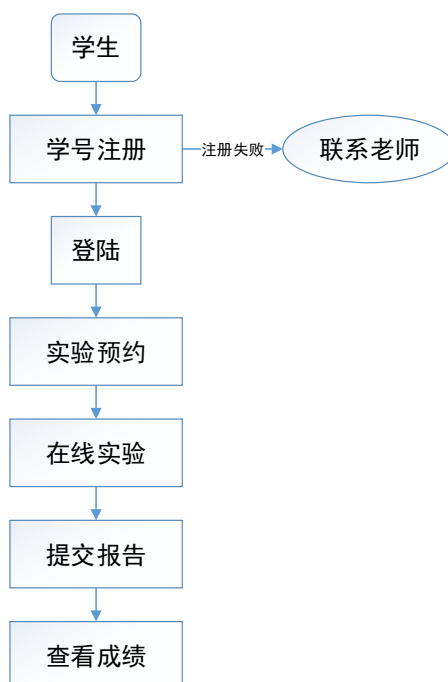 学生
学号注册
注册失败
联系老师
登陆
实验预约
在线实验
提交报告
查看成绩